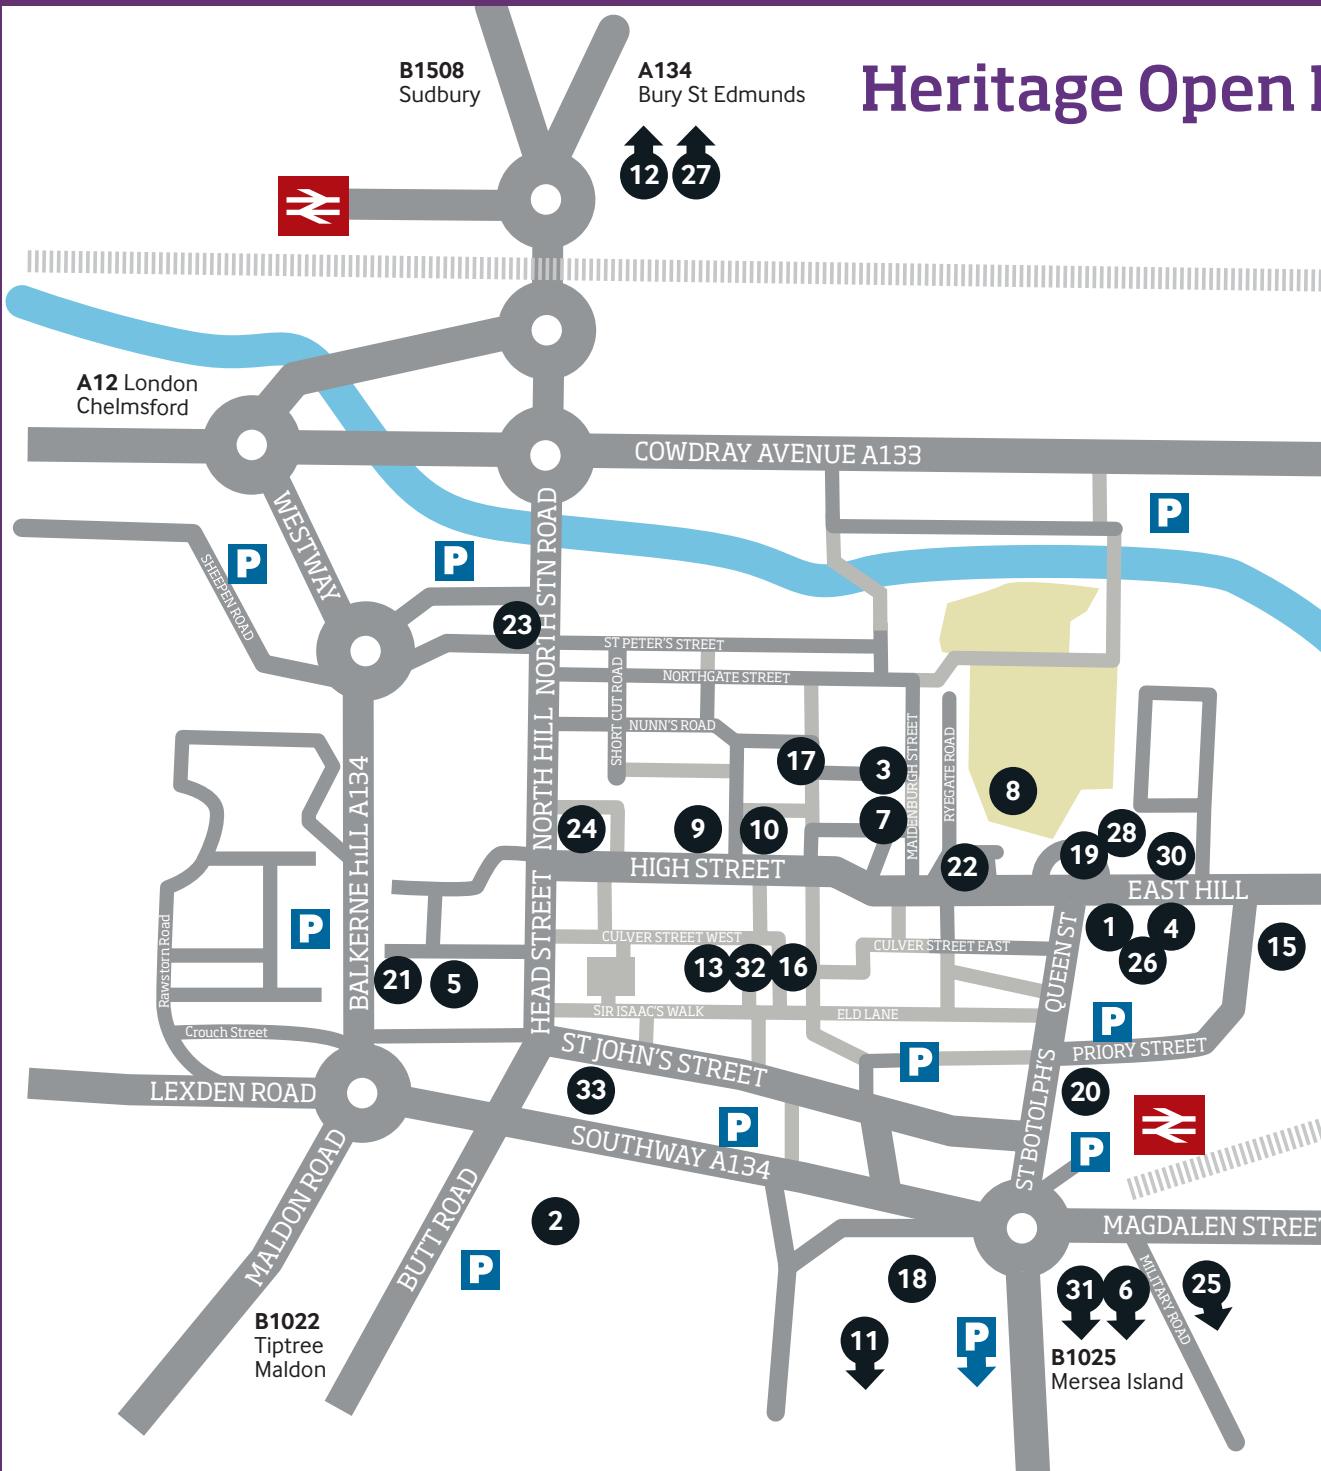 Heritage Open
B1508
Sudbury
A134
Bury St Edmunds
12
27
A12 London
Chelmsford
COWDRAY AVENUE A133
P
WESTWAY
P
P
SHEEPEN ROAD
NORTH STN ROAD
23
ST PETER'S STREET
SHORT CUT ROAD
NORTHGATE STREET
NUNN'S ROAD
NORTH HILL
MAIDENBURGH STREET
RYEGATE ROAD
17
3
8
7
24
9
10
28
19
30
22
BALKERNE HILL A134
HIGH STREET
EAST HILL
HEAD STREET
Rawstorn Road
P
CULVER STREET WEST
CULVER STREET EAST
QUEEN ST
1
4
26
15
21
5
13
32
16
SIR ISAAC'S WALK
ELD LANE
P
Crouch Street
ST JOHN'S STREET
PRIORY STREET
P
LEXDEN ROAD
33
20
ST BOTOLPH'S
P
SOUTHWAY A134
P
MALDON ROAD
BUTT ROAD
2
MAGDALEN STREET
P
18
31
6
25
MILITARY ROAD
11
P
B1022
Tiptree
Maldon
B1025
Mersea Island